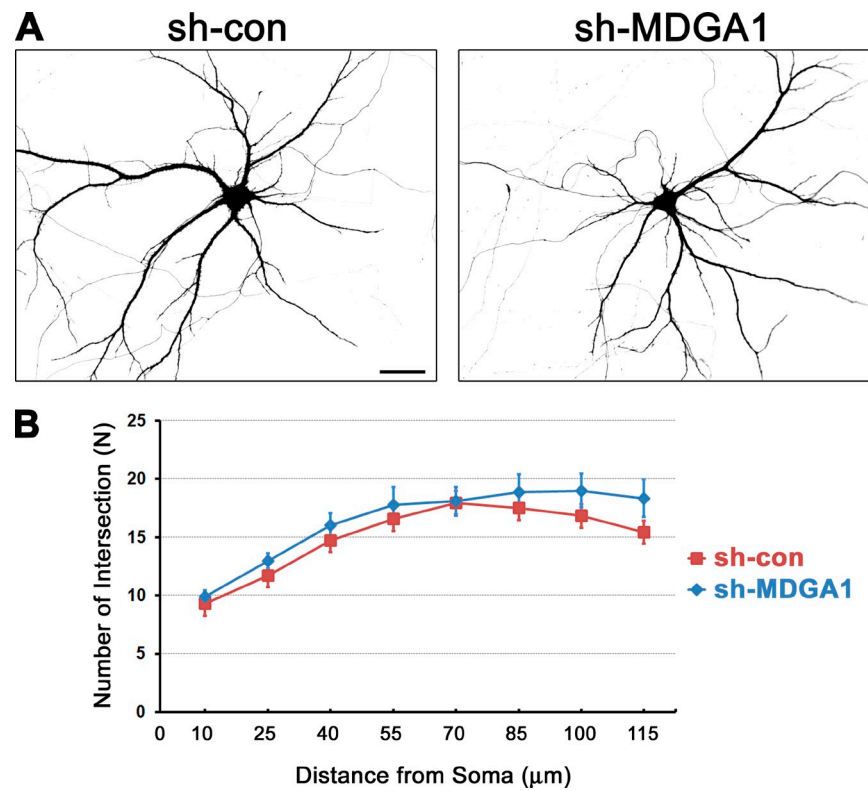 A
sh-con
sh-MDGA1
B
Number of Intersection (N)
25
20
15
10
5
0
0 10 25 40 55 70 85 100 115
Distance from Soma (μm)
sh-con
sh-MDGA1